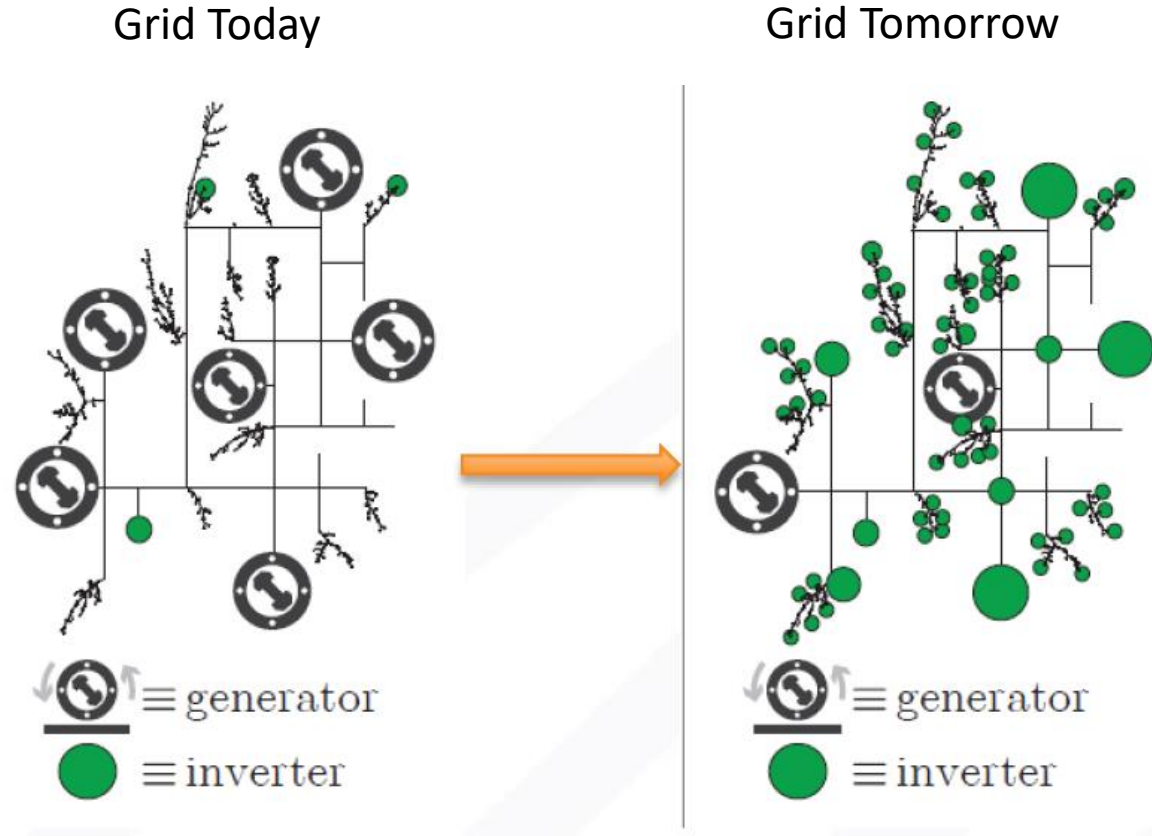 Grid Today
Grid Tomorrow
≡ generator
≡ inverter
≡ generator
≡ inverter